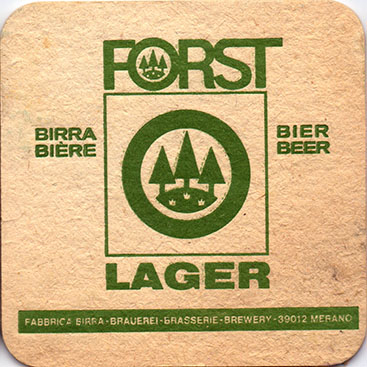 FORST
BIRRA
BIÈRE
BIER
BEER
LAGER
FABBRICA BIRRA-BRAUEREI-BRASSERIE-BREWERY-39012 MERANO